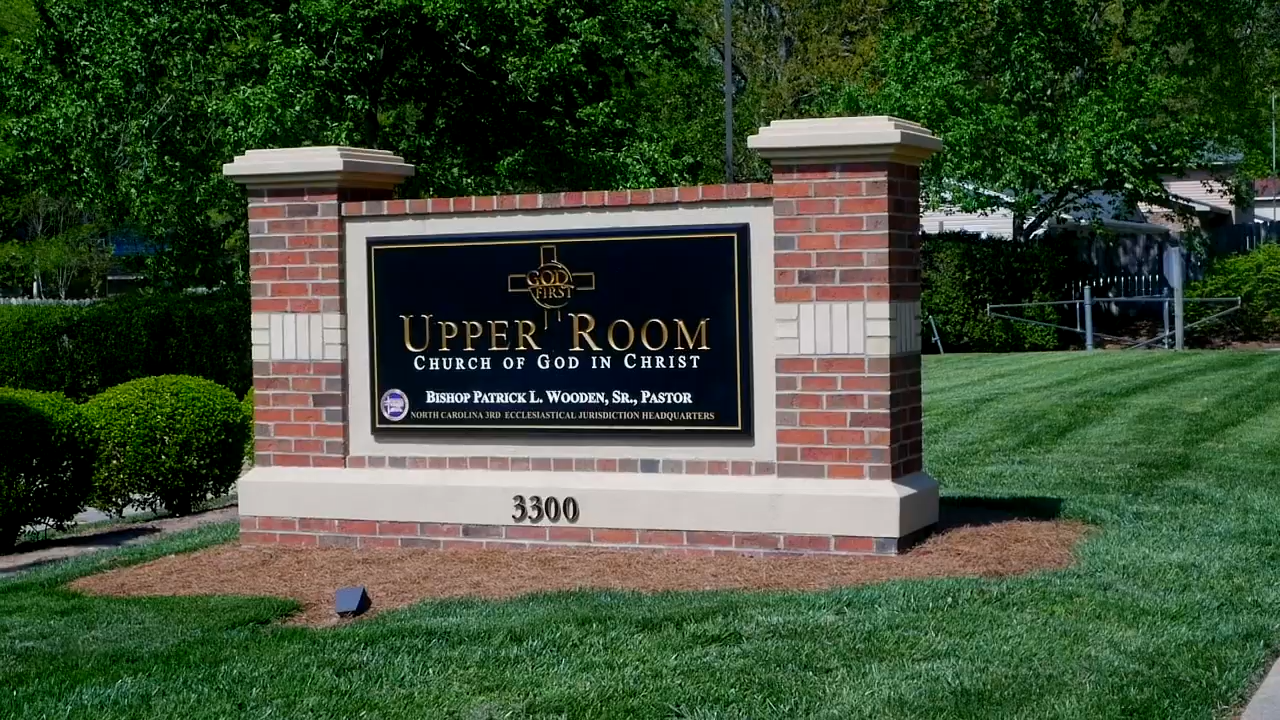 GOD
FIRST
UPPER ROOM
CHURCH OF GOD IN CHRIST
BISHOP PATRICK L. WOODEN, SR., PASTOR
NORTH CAROLINA 3RD ECCLESIASTICAL JURISDICTION HEADQUARTERS
3300